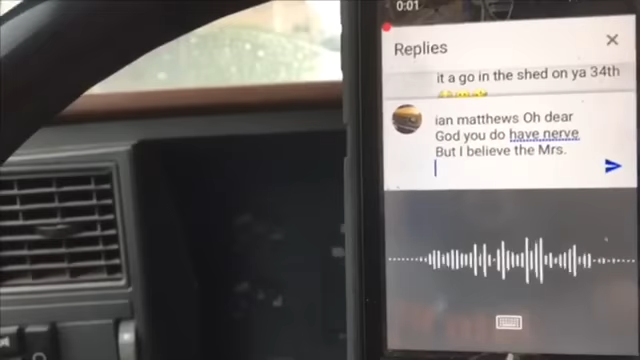 0:01
Replies
it a go in the shed on ya 34th
ian matthews Oh dear
God you do have nerve
But I believe the Mrs.